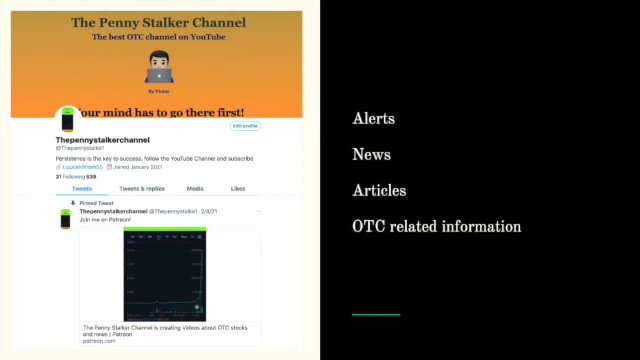 The Penny Stalker Channel
The best OTC channel on YouTube
By Victor
Your mind has to go there first!
Edit profile
Thepennystalkerchannel
@Thepennystalke1
Persistence is the key to success. follow the YouTube Channel and subscribe
Joined January 2021
31 Following 639
Tweets Tweets & replies Media Likes
Pinned Tweet
Thepennystalkerchannel @Thepennystalke1 · 2/4/21
Join me on Patreon!
The Penny Stalker Channel is creating Videos about OTC stocks
and news | Patreon
patreon.com
Alerts
News
Articles
OTC related information